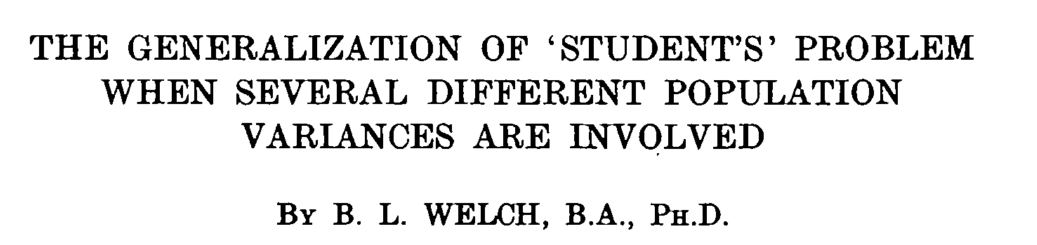 THE GENERALIZATION OF ‘STUDENT’S’ PROBLEM
WHEN SEVERAL DIFFERENT POPULATION
VARIANCES ARE INVOLVED
By B. L. WELCH, B.A., Ph.D.